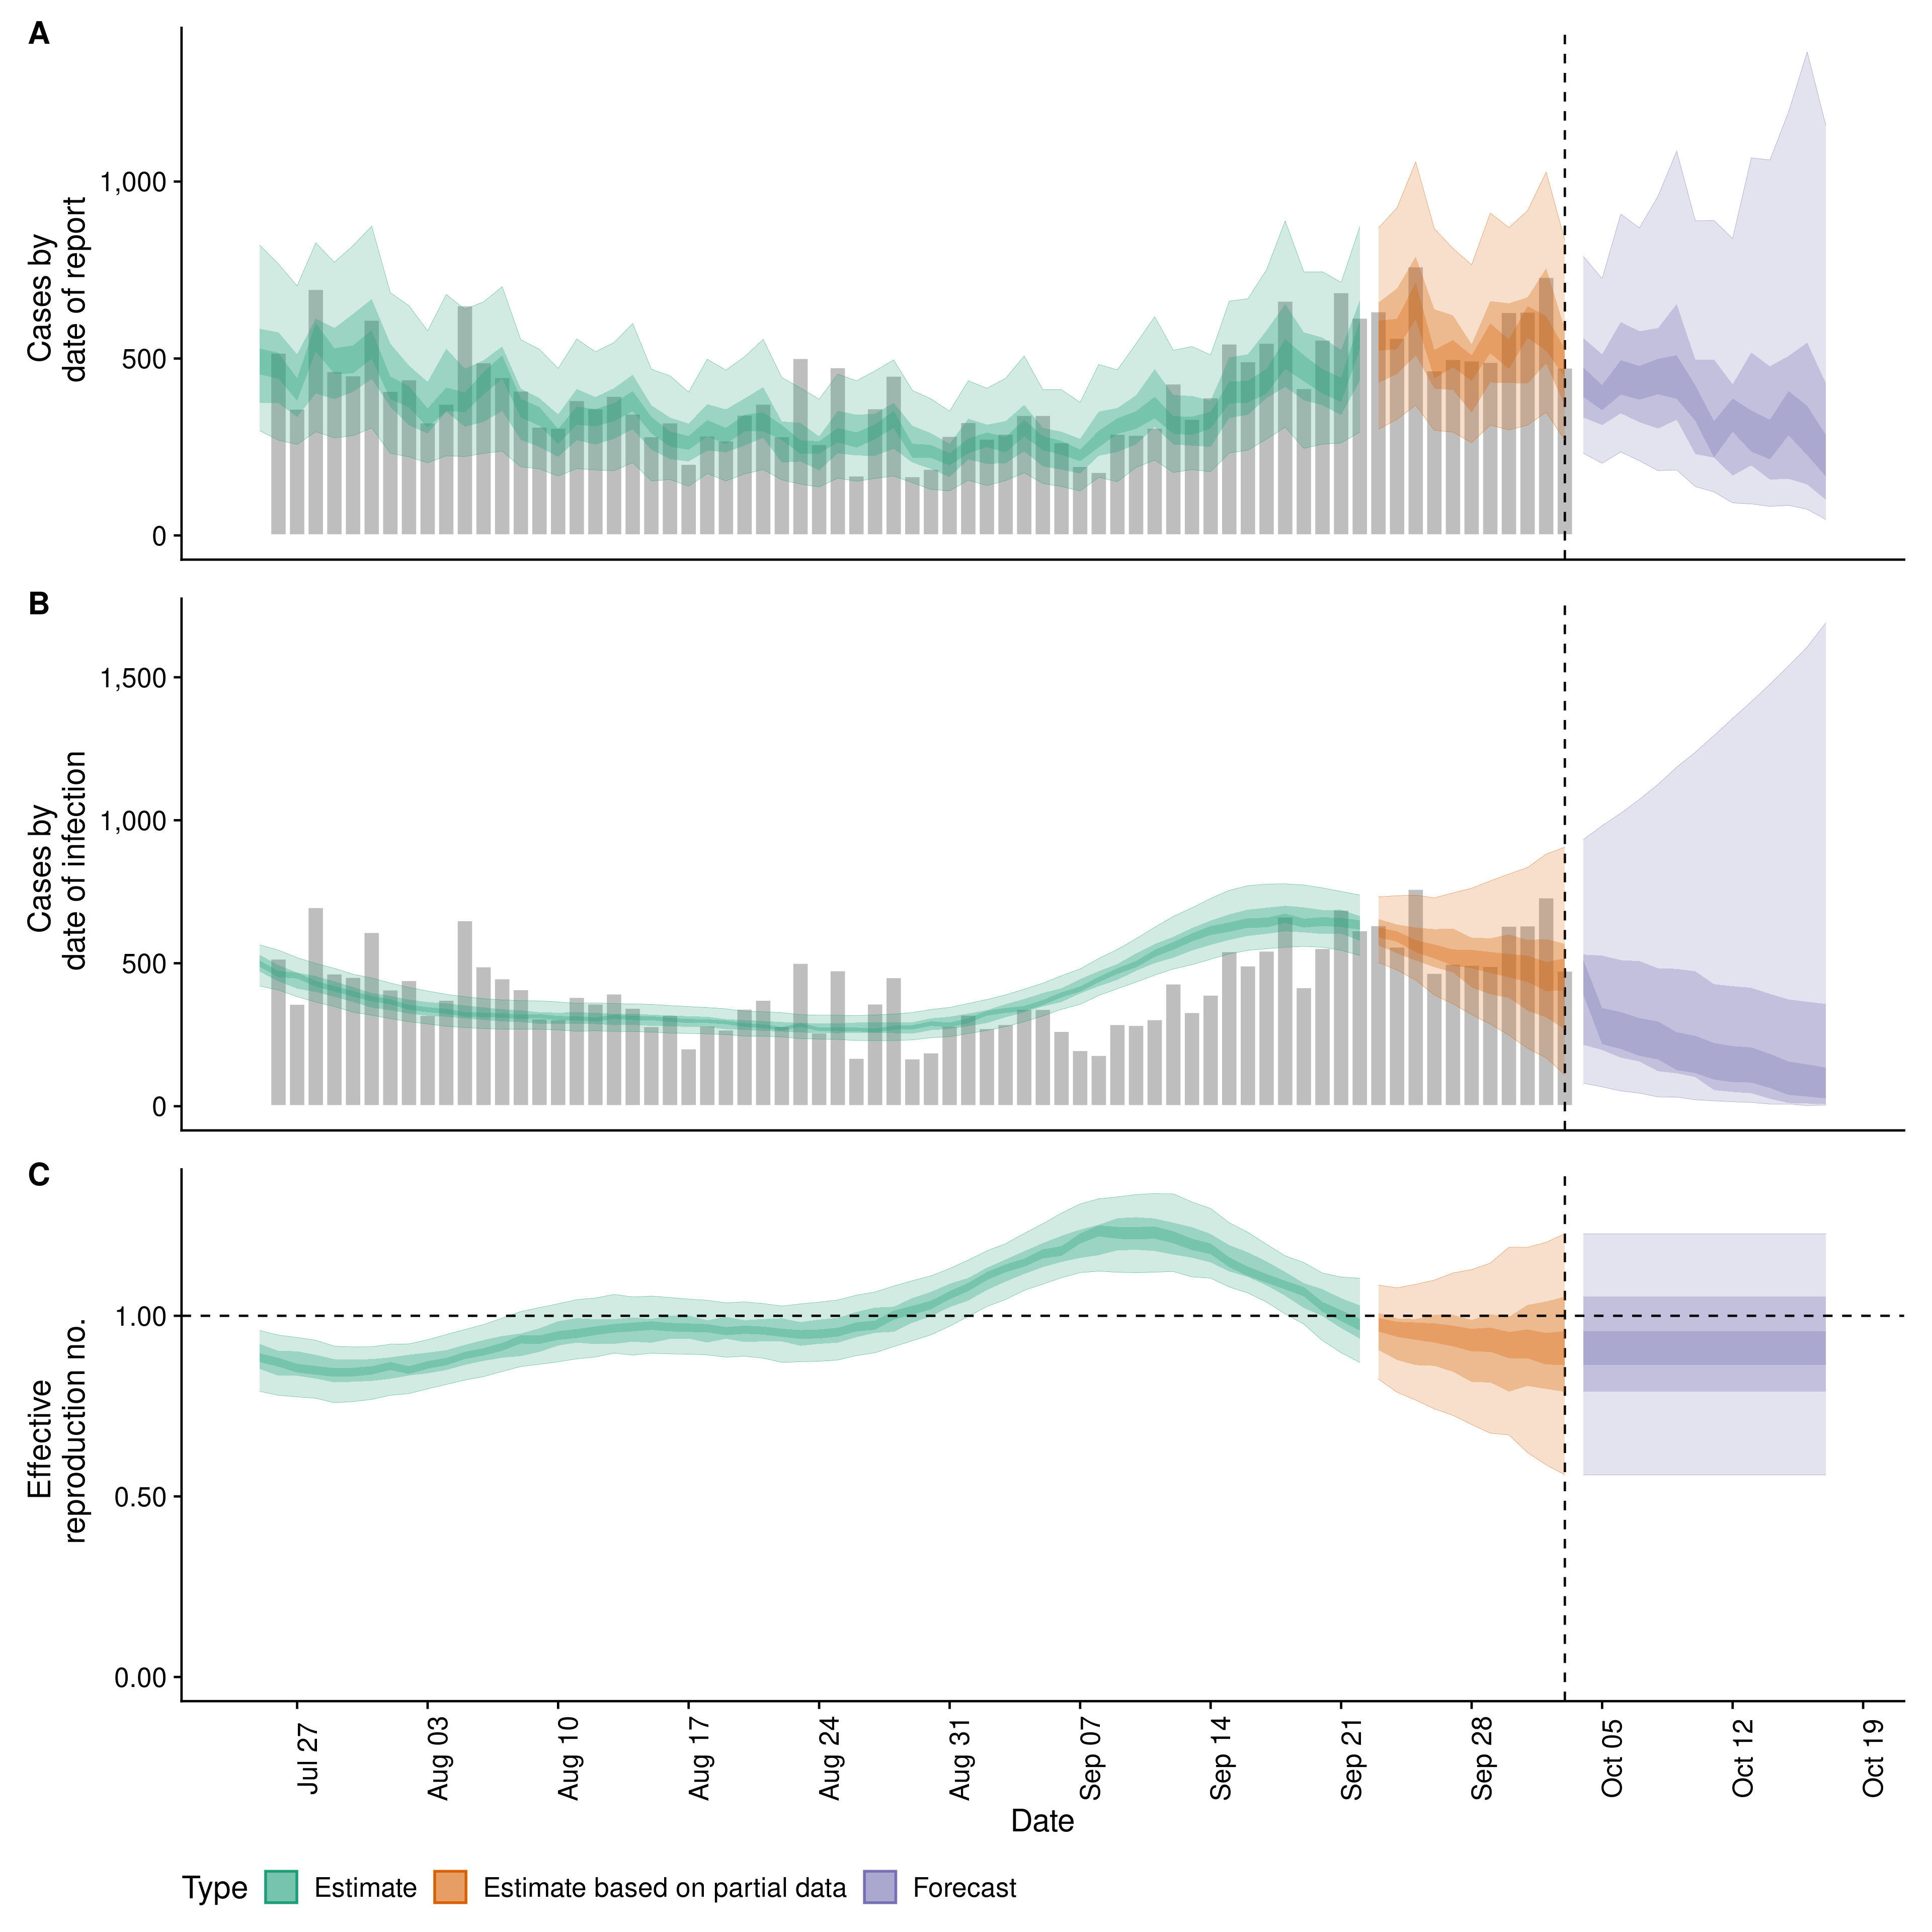 A
Cases by
date of report
1,000
500
0
B
Cases by
date of infection
1,500
1,000
500
0
C
Effective
reproduction no.
1.00
0.50
0.00
Jul 27
Aug 03
Aug 10
Aug 17
Aug 24
Aug 31
Sep 07
Sep 14
Sep 21
Sep 28
Oct 05
Oct 12
Oct 19
Date
Type Estimate Estimate based on partial data Forecast